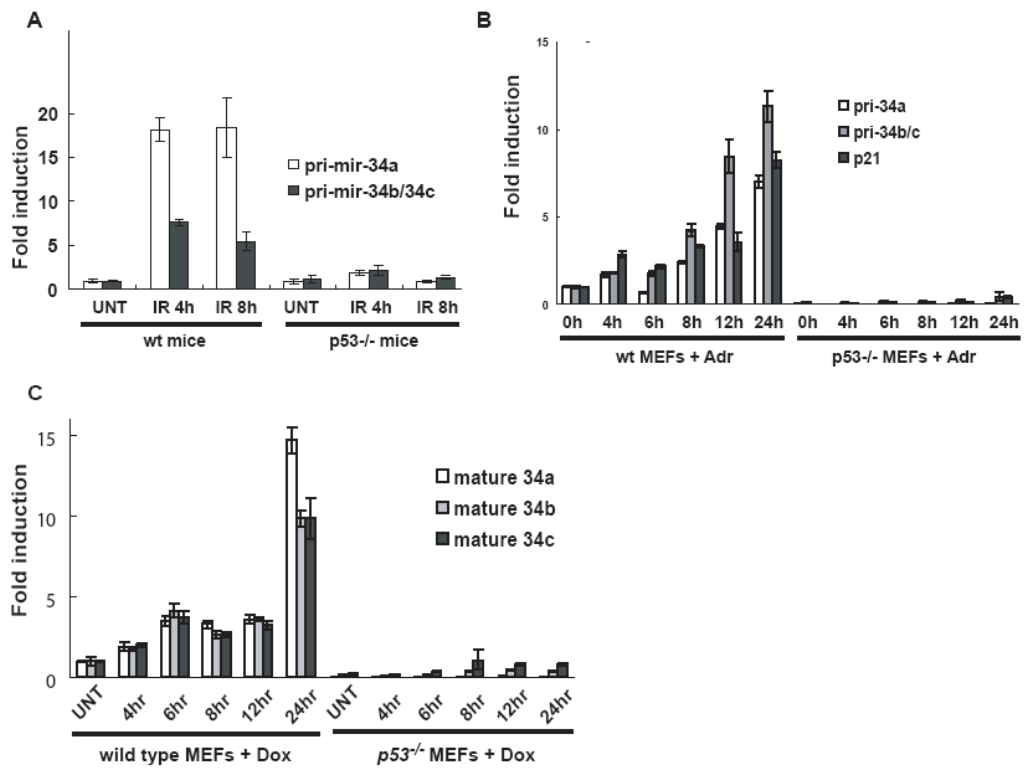 A
Fold induction
20
15
10
5
0
pri-mir-34a
pri-mir-34b/34c
UNT IR 4h IR 8h UNT IR 4h IR 8h
wt mice p53-/- mice
B
Fold induction
15
10
5
0
pri-34a
pri-34b/c
p21
0h 4h 6h 8h 12h 24h 0h 4h 6h 8h 12h 24h
wt MEFs + Adr p53-/- MEFs + Adr
C
Fold induction
15
10
5
0
mature 34a
mature 34b
mature 34c
UNT 4hr 6hr 8hr 12hr 24hr UNT 4hr 6hr 8hr 12hr 24hr
wild type MEFs + Dox p53-/- MEFs + Dox